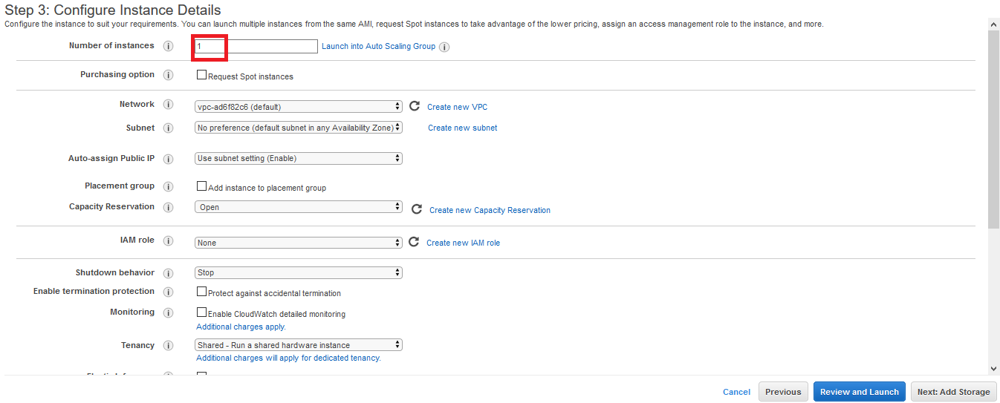 Step 3: Configure Instance Details
Configure the instance to suit your requirements. You can launch multiple instances from the same AMI, request Spot instances to take advantage of the lower pricing, assign an access management role to the instance, and more.
Number of instances i 1 Launch into Auto Scaling Group i
Purchasing option i Request Spot instances
Network i vpc-ad6f82c6 (default) Create new VPC
Subnet i No preference (default subnet in any Availability Zone) Create new subnet
Auto-assign Public IP i Use subnet setting (Enable)
Placement group i Add instance to placement group
Capacity Reservation i Open Create new Capacity Reservation
IAM role i None Create new IAM role
Shutdown behavior i Stop
Enable termination protection i Protect against accidental termination
Monitoring i Enable CloudWatch detailed monitoring
Additional charges apply.
Tenancy i Shared - Run a shared hardware instance
Additional charges will apply for dedicated tenancy.
Cancel Previous Review and Launch Next: Add Storage